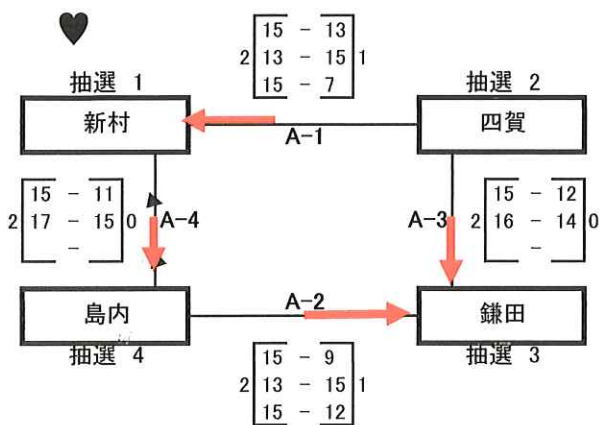 15 - 13
2 13 - 15 1
15 - 7
抽選 1
抽選 2
新村
四賀
A-1
15 - 11
2 17 - 15 0
-
A-4
A-3
15 - 12
2 16 - 14 0
-
島内
A-2
鎌田
抽選 4
抽選 3
15 - 9
2 13 - 15 1
15 - 12